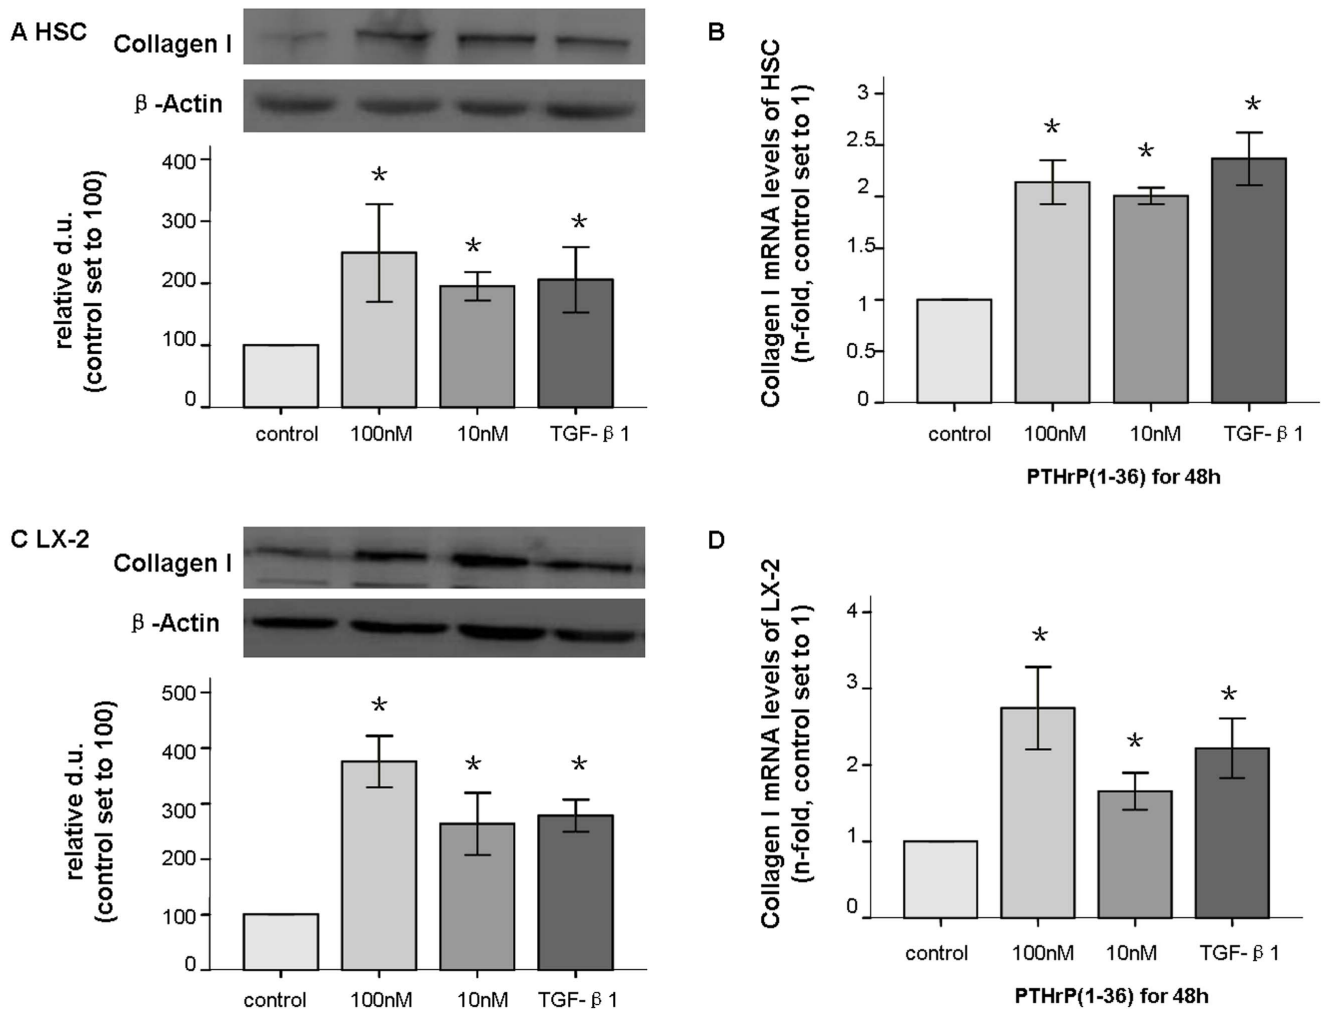 A HSC
Collagen I
β-Actin
relative d.u.
(control set to 100)
400
300
200
100
0
*
*
*
control
100nM
10nM
TGF-β1
B
Collagen I mRNA levels of HSC
(n-fold, control set to 1)
3
2.5
2
1.5
1
0.5
0
*
*
*
control
100nM
10nM
TGF-β1
PTHrP(1-36) for 48h
C LX-2
Collagen I
β-Actin
relative d.u.
(control set to 100)
500
400
300
200
100
0
*
*
*
control
100nM
10nM
TGF-β1
D
Collagen I mRNA levels of LX-2
(n-fold, control set to 1)
4
3
2
1
0
*
*
*
control
100nM
10nM
TGF-β1
PTHrP(1-36) for 48h